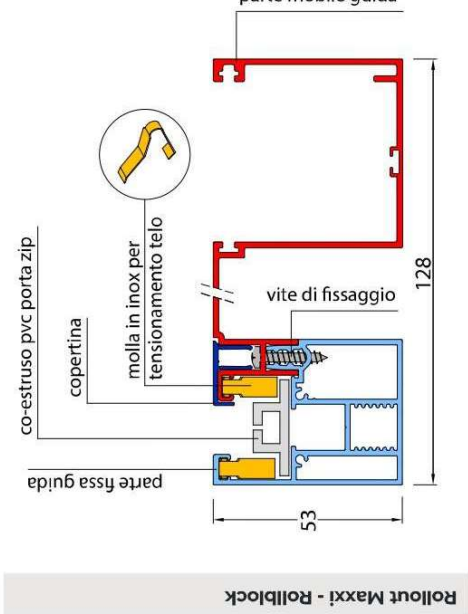 parte mobile guida
molla in inox per
tensionamento telo
co-estruso pvc porta zip
copertina
vite di fissaggio
128
parte fissa guida
53
Rollout Maxxi - Rollblock